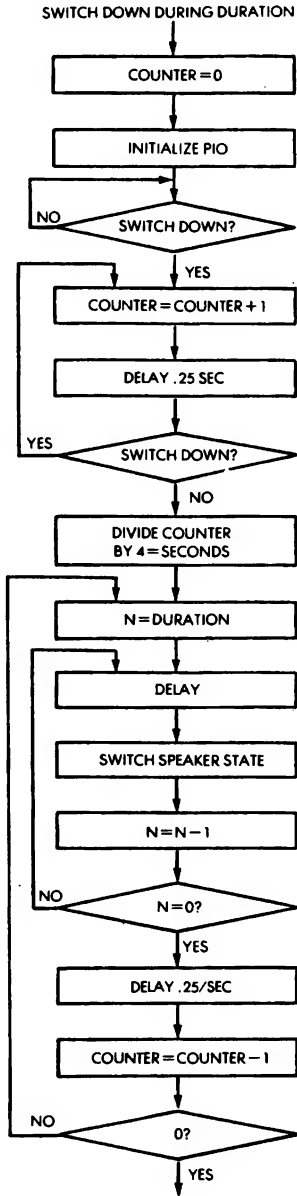 SWITCH DOWN DURING DURATION
COUNTER=0
INITIALIZE PIO
NO
SWITCH DOWN?
YES
COUNTER=COUNTER+1
DELAY .25 SEC
YES
SWITCH DOWN?
NO
DIVIDE COUNTER
BY 4=SECONDS
N=DURATION
DELAY
SWITCH SPEAKER STATE
N=N-1
NO
N=0?
YES
DELAY .25/SEC
COUNTER=COUNTER-1
NO
0?
YES